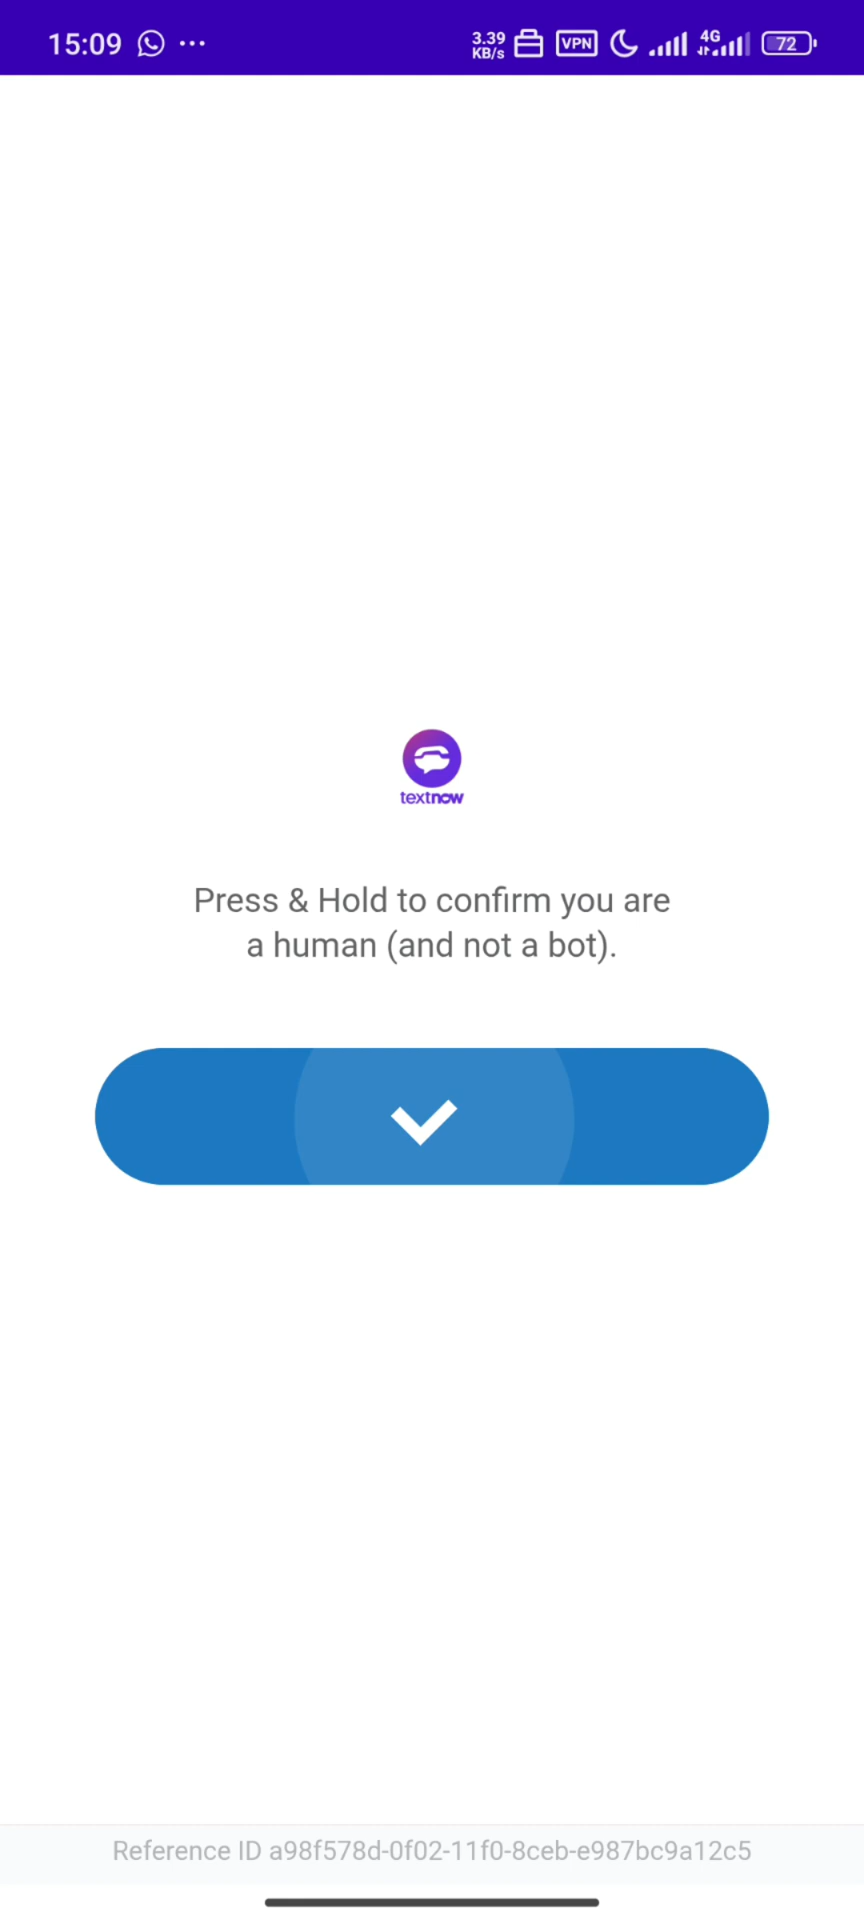 15:09
3.39
KB/s
VPN
4G
72
textnow
Press & Hold to confirm you are
a human (and not a bot).
Reference ID a98f578d-0f02-11f0-8ceb-e987bc9a12c5